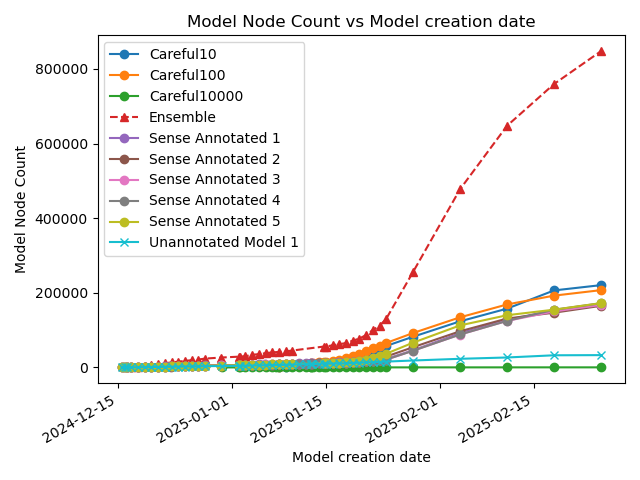 Model Node Count vs Model creation date
Careful10
Careful100
Careful10000
Ensemble
Sense Annotated 1
Sense Annotated 2
Sense Annotated 3
Sense Annotated 4
Sense Annotated 5
Unannotated Model 1
Model Node Count
800000
600000
400000
200000
0
2024-12-15
2025-01-01
2025-01-15
2025-02-01
2025-02-15
Model creation date